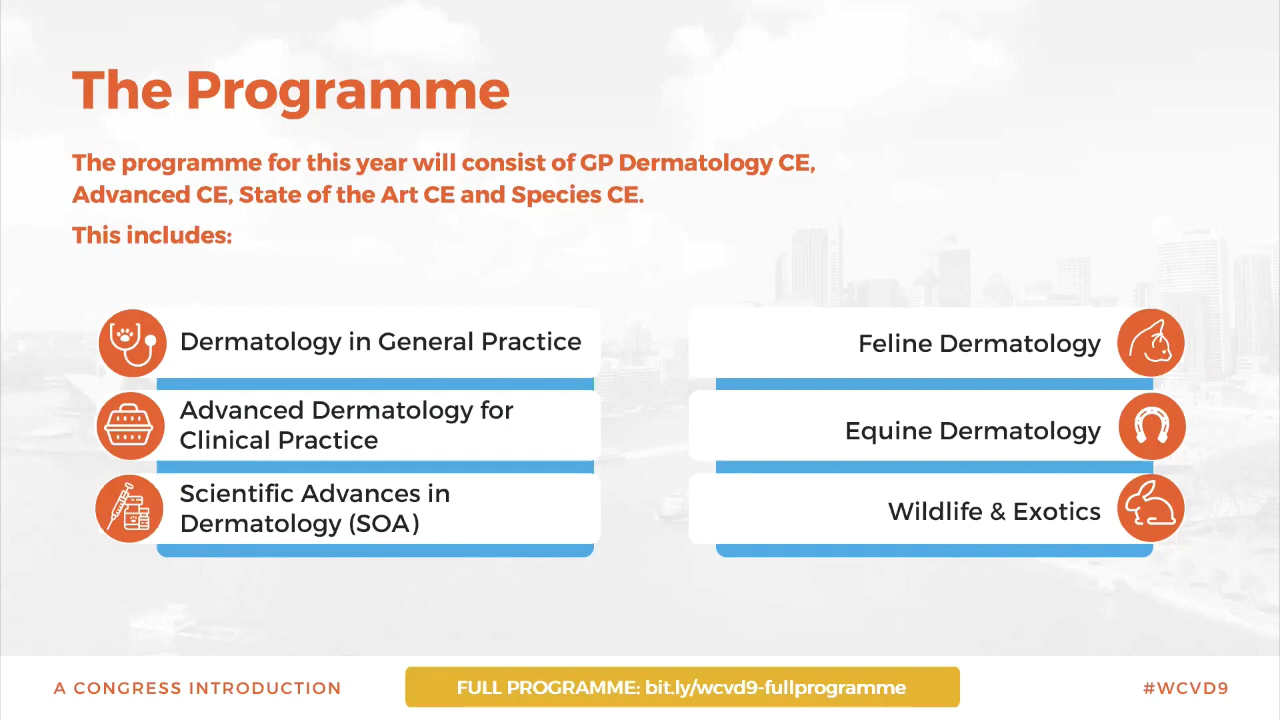 The Programme
The programme for this year will consist of GP Dermatology CE,
Advanced CE, State of the Art CE and Species CE.
This includes:
Dermatology in General Practice
Advanced Dermatology for
Clinical Practice
Scientific Advances in
Dermatology (SOA)
Feline Dermatology
Equine Dermatology
Wildlife & Exotics
A CONGRESS INTRODUCTION
FULL PROGRAMME: bit.ly/wcvd9-fullprogramme
#WCVD9